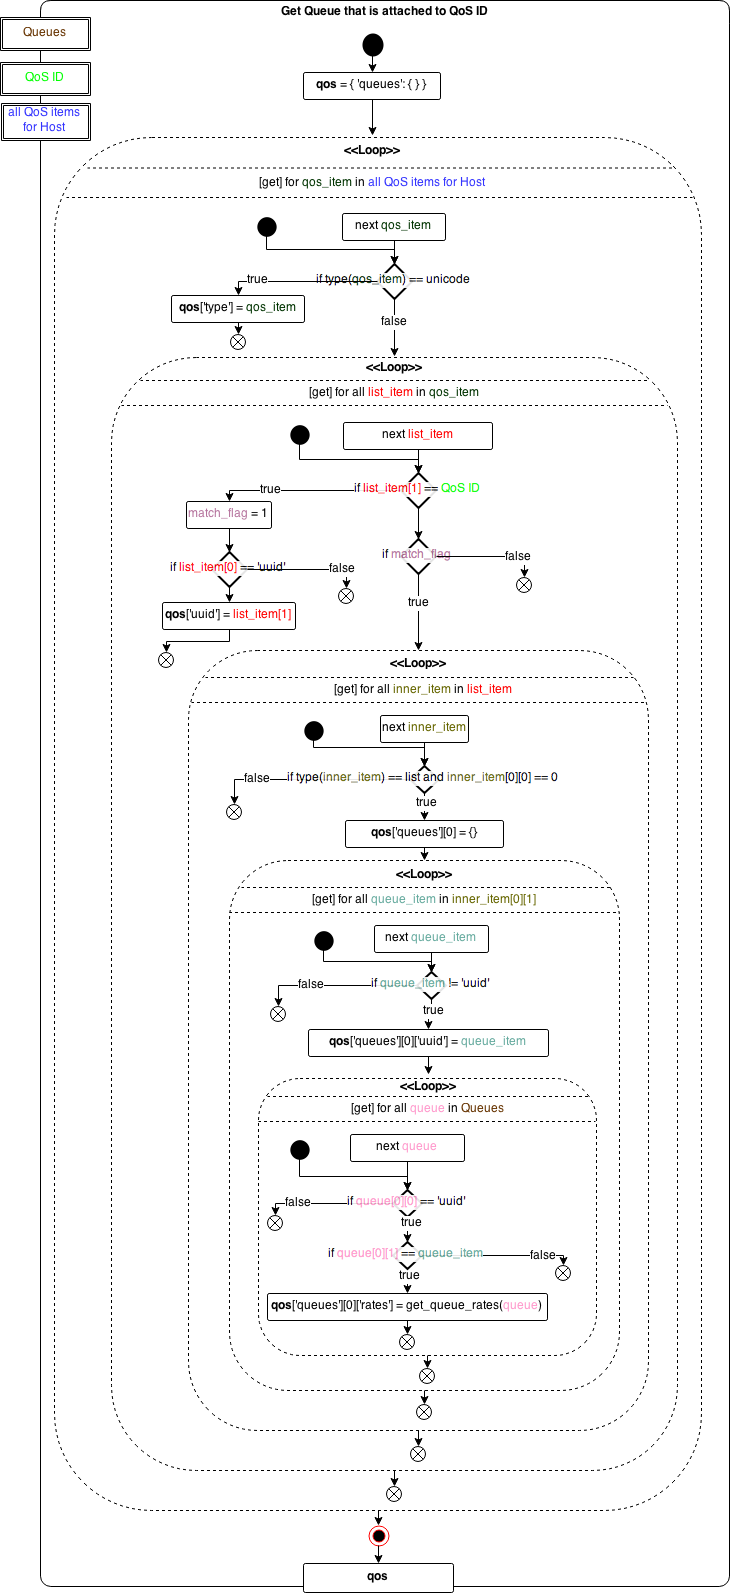 Get Queue that is attached to QoS ID
Queues
QoS ID
all QoS items
for Host
qos = { 'queues': { } }
<<Loop>>
[get] for qos_item in all QoS items for Host
next qos_item
true
if type(qos_item) == unicode
qos['type'] = qos_item
false
<<Loop>>
[get] for all list_item in qos_item
next list_item
true
if list_item[1] == QoS ID
match_flag = 1
if match_flag
false
if list_item[0] == 'uuid'
false
true
qos['uuid'] = list_item[1]
<<Loop>>
[get] for all inner_item in list_item
next inner_item
false
if type(inner_item) == list and inner_item[0][0] == 0
true
qos['queues'][0] = {}
<<Loop>>
[get] for all queue_item in inner_item[0][1]
next queue_item
false
if queue_item != 'uuid'
true
qos['queues'][0]['uuid'] = queue_item
<<Loop>>
[get] for all queue in Queues
next queue
false
if queue[0][0] == 'uuid'
true
if queue[0][1] == queue_item
false
true
qos['queues'][0]['rates'] = get_queue_rates(queue)
qos